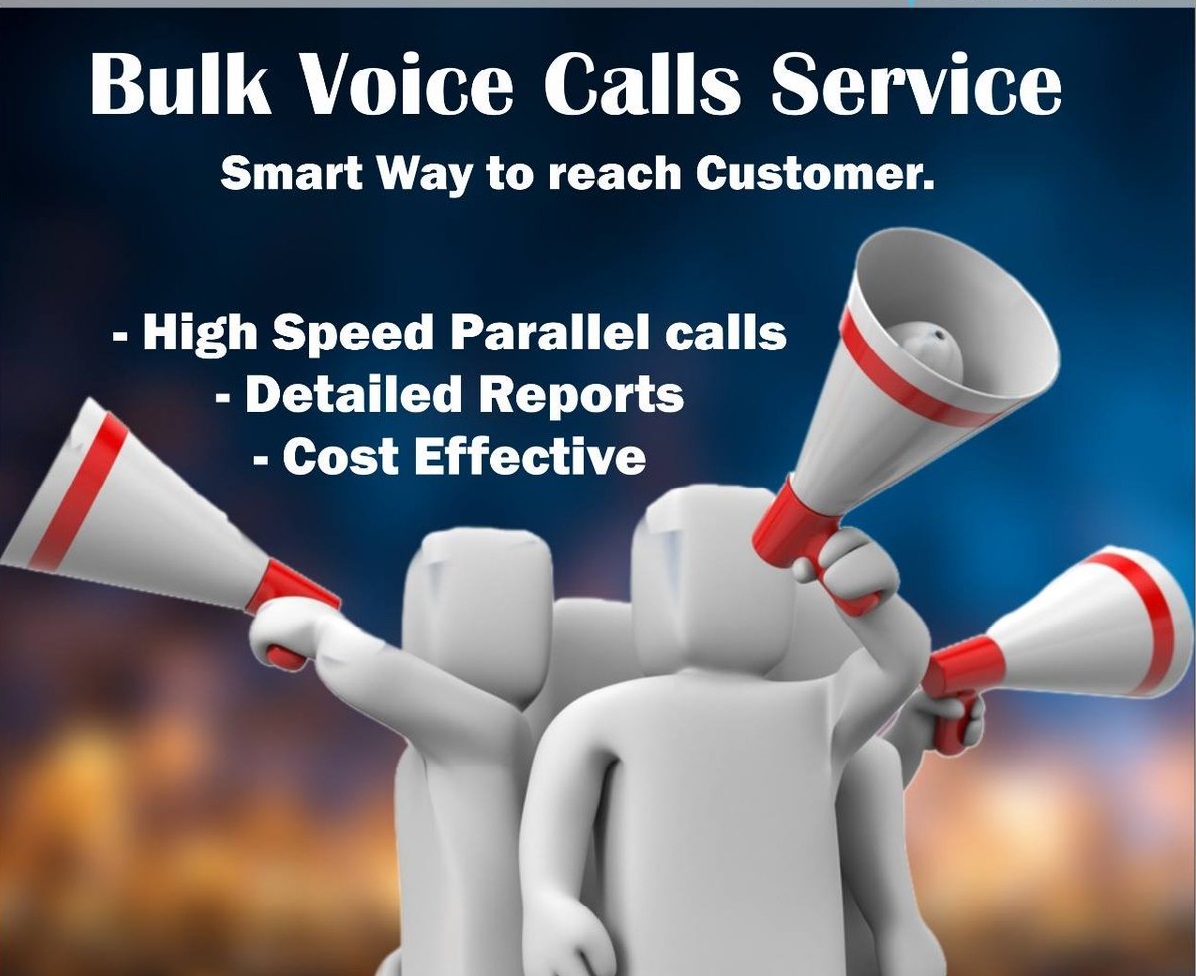 Bulk Voice Calls Service
Smart Way to reach Customer.
- High Speed Parallel calls
- Detailed Reports
- Cost Effective